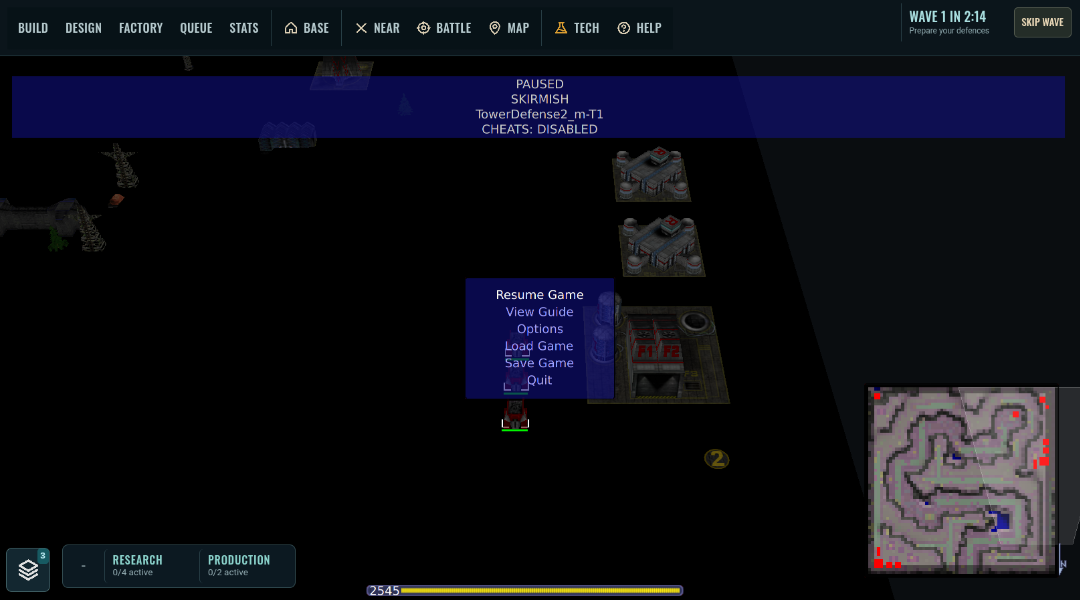 BUILD DESIGN FACTORY QUEUE STATS BASE NEAR BATTLE MAP TECH HELP
WAVE 1 IN 2:14
Prepare your defences
SKIP WAVE
PAUSED
SKIRMISH
TowerDefense2_m-T1
CHEATS: DISABLED
Resume Game
View Guide
Options
Load Game
Save Game
Quit
F1 F2
2
N
3
-
RESEARCH
0/4 active
PRODUCTION
0/2 active
2545